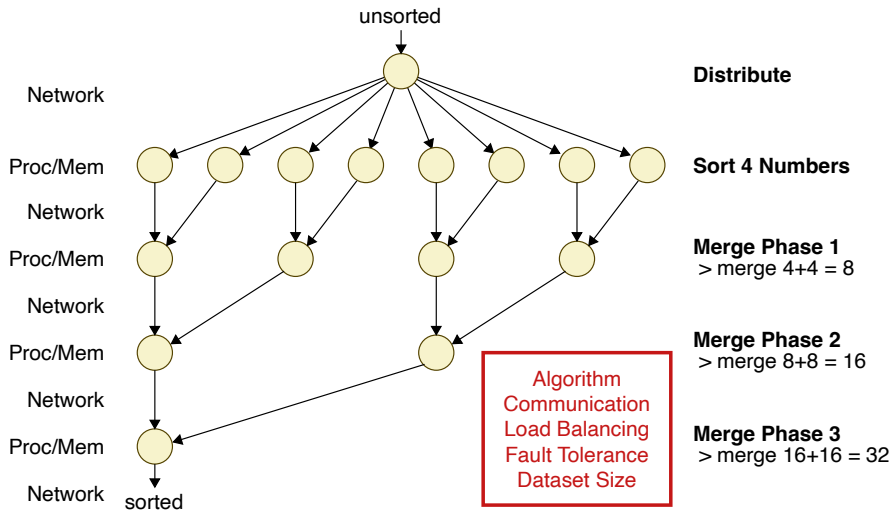 unsorted
Distribute
Network
Proc/Mem
Sort 4 Numbers
Network
Proc/Mem
Merge Phase 1
> merge 4+4 = 8
Network
Proc/Mem
Merge Phase 2
> merge 8+8 = 16
Algorithm
Communication
Load Balancing
Fault Tolerance
Dataset Size
Network
Proc/Mem
Merge Phase 3
> merge 16+16 = 32
Network
sorted